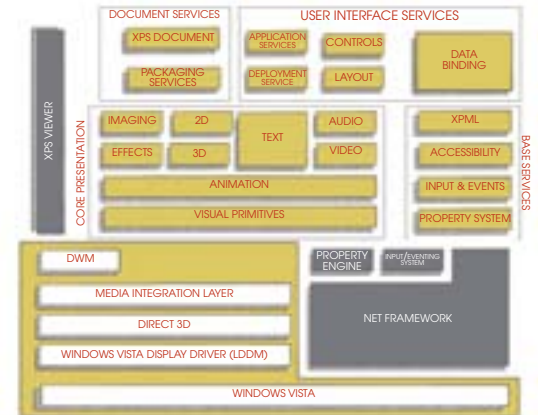 DOCUMENT SERVICES
XPS DOCUMENT
PACKAGING
SERVICES
USER INTERFACE SERVICES
APPLICATION
SERVICES
CONTROLS
DEPLOYMENT
SERVICE
LAYOUT
DATA
BINDING
XPS VIEWER
CORE PRESENTATION
IMAGING
2D
TEXT
AUDIO
EFFECTS
3D
VIDEO
ANIMATION
VISUAL PRIMITIVES
XPML
ACCESSIBILITY
INPUT & EVENTS
PROPERTY SYSTEM
BASE SERVICES
DWM
MEDIA INTEGRATION LAYER
DIRECT 3D
WINDOWS VISTA DISPLAY DRIVER (LDDM)
WINDOWS VISTA
PROPERTY
ENGINE
INPUT/EVENTING
SYSTEM
NET FRAMEWORK